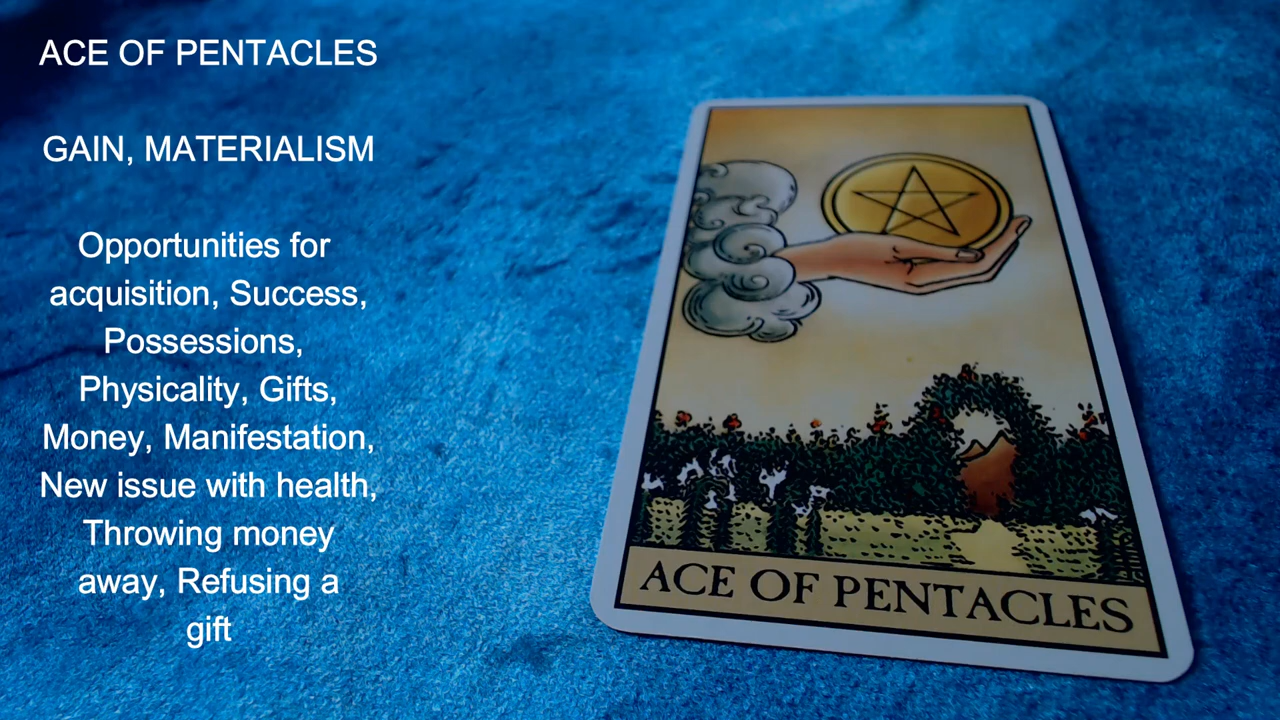 ACE OF PENTACLES
GAIN, MATERIALISM
Opportunities for
acquisition, Success,
Possessions,
Physicality, Gifts,
Money, Manifestation,
New issue with health,
Throwing money
away, Refusing a
gift
ACE OF PENTACLES